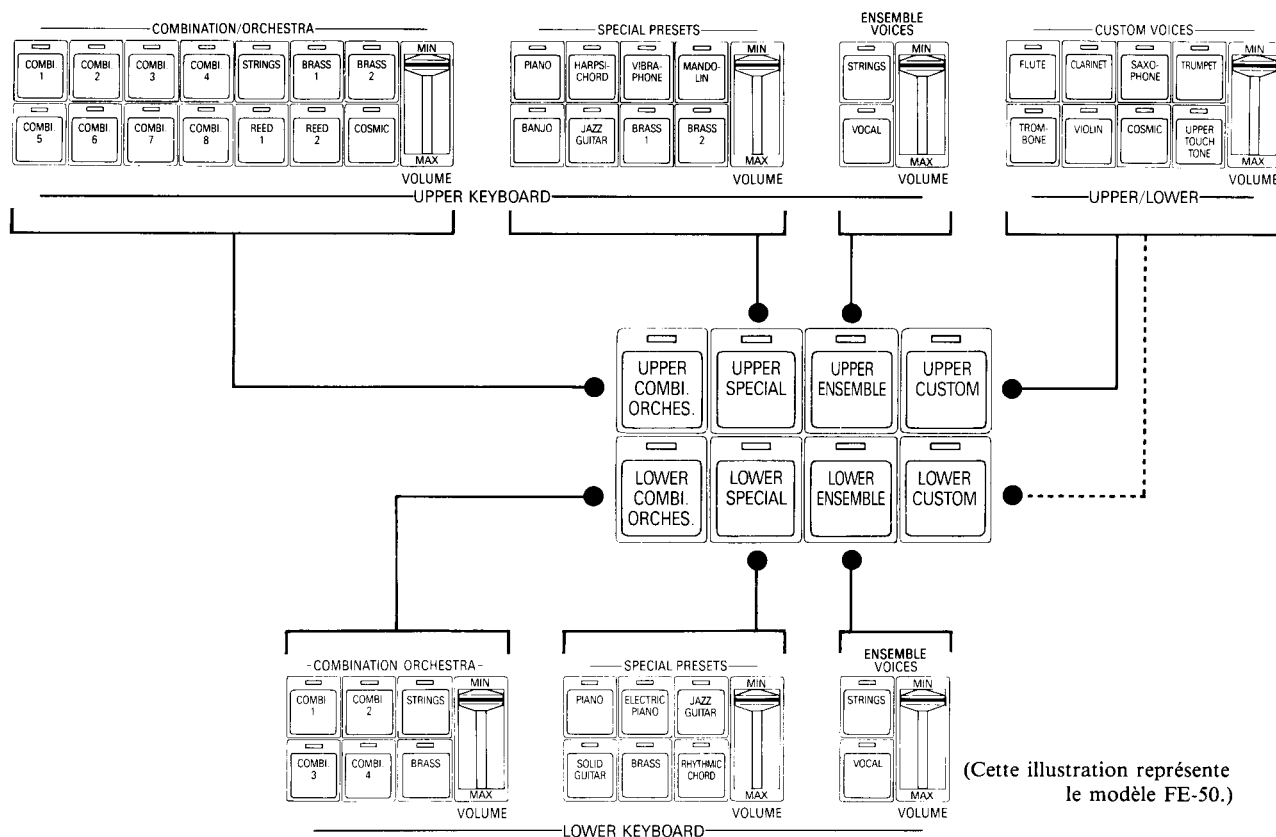 COMBINATION/ORCHESTRA
COMBI. 1
COMBI. 2
COMBI. 3
COMBI. 4
STRINGS
BRASS 1
BRASS 2
MIN
COMBI. 5
COMBI. 6
COMBI. 7
COMBI. 8
REED 1
REED 2
COSMIC
MAX
VOLUME
SPECIAL PRESETS
PIANO
HARPSI-
CHORD
VIBRA-
PHONE
MANDO-
LIN
MIN
BANJO
JAZZ
GUITAR
BRASS 1
BRASS 2
MAX
VOLUME
ENSEMBLE
VOICES
STRINGS
MIN
VOCAL
MAX
VOLUME
UPPER KEYBOARD
CUSTOM VOICES
FLUTE
CLARINET
SAXO-
PHONE
TRUMPET
MIN
TROM-
BONE
VIOLIN
COSMIC
UPPER
TOUCH
TONE
MAX
VOLUME
UPPER/LOWER
UPPER
COMBI.
ORCHES.
UPPER
SPECIAL
UPPER
ENSEMBLE
UPPER
CUSTOM
LOWER
COMBI.
ORCHES.
LOWER
SPECIAL
LOWER
ENSEMBLE
LOWER
CUSTOM
-COMBINATION ORCHESTRA-
COMBI 1
COMBI 2
STRINGS
MIN
COMBI. 3
COMBI. 4
BRASS
MAX
VOLUME
SPECIAL PRESETS
PIANO
ELECTRIC
PIANO
JAZZ
GUITAR
MIN
SOLID
GUITAR
BRASS
RHYTHMIC
CHORD
MAX
VOLUME
ENSEMBLE
VOICES
STRINGS
MIN
VOCAL
MAX
VOLUME
LOWER KEYBOARD
(Cette illustration représente
le modèle FE-50.)